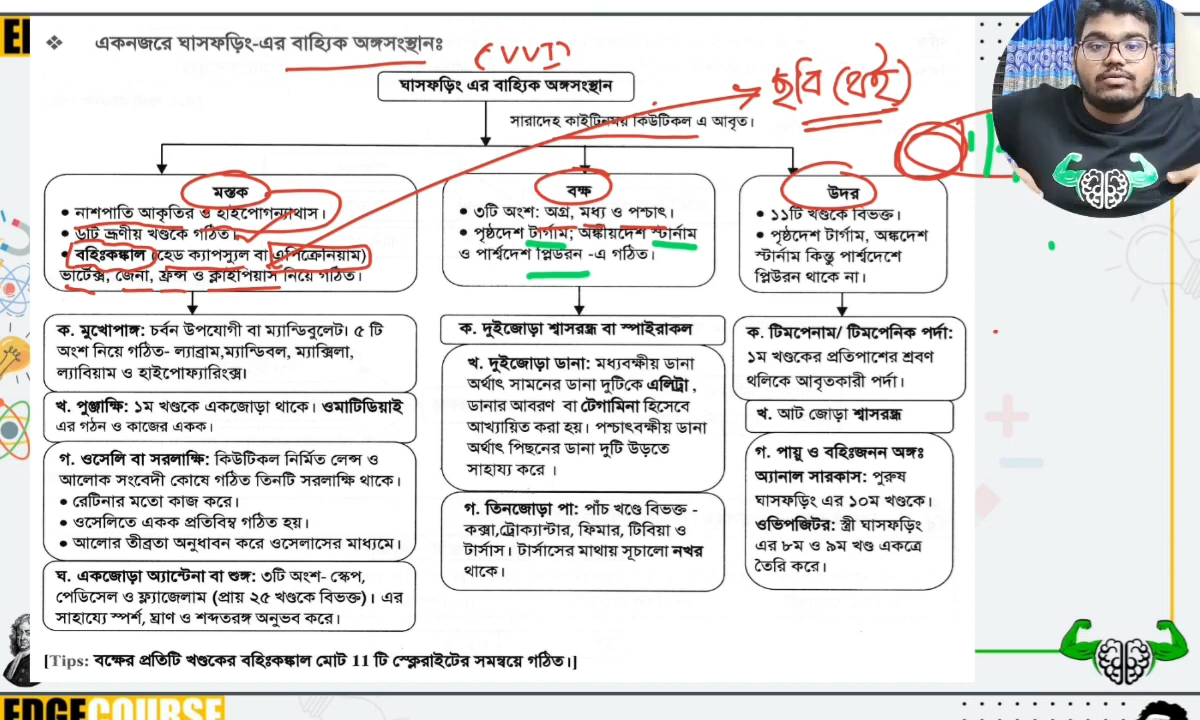 ❖ একনজরে ঘাসফড়িং-এর বাহ্যিক অঙ্গসংস্থানঃ
(VVI)
ঘাসফড়িং এর বাহ্যিক অঙ্গসংস্থান
ছবি (থেকেই)
সারাদেহ কাইটিনময় কিউটিকল এ আবৃত।
মস্তক
• নাশপাতি আকৃতির ও হাইপোগন্যাথাস।
• ৬টি ভ্রূণীয় খণ্ডকে গঠিত।
• বহিঃকঙ্কাল (হেড ক্যাপস্যুল বা এপিক্রেনিয়াম)
ভার্টেক্স, জেনা, ফ্রন্স ও ক্লাইপিয়াস নিয়ে গঠিত।
ক. মুখোপাঙ্গ: চর্বন উপযোগী বা ম্যান্ডিবুলেট। ৫ টি
অংশ নিয়ে গঠিত- ল্যাব্রাম,ম্যান্ডিবল, ম্যাক্সিলা,
ল্যাবিয়াম ও হাইপোফ্যারিংক্স।
খ. পুঞ্জাক্ষি: ১ম খণ্ডকে একজোড়া থাকে। ওমাটিডিয়াই
এর গঠন ও কাজের একক।
গ. ওসেলি বা সরলাক্ষি: কিউটিকল নির্মিত লেন্স ও
আলোক সংবেদী কোষে গঠিত তিনটি সরলাক্ষি থাকে।
• রেটিনার মতো কাজ করে।
• ওসেলিতে একক প্রতিবিম্ব গঠিত হয়।
• আলোর তীব্রতা অনুধাবন করে ওসেলাসের মাধ্যমে।
ঘ. একজোড়া অ্যান্টেনা বা শুঙ্গ: ৩টি অংশ- স্কেপ,
পেডিসেল ও ফ্ল্যাজেলাম (প্রায় ২৫ খণ্ডকে বিভক্ত)। এর
সাহায্যে স্পর্শ, ঘ্রাণ ও শব্দতরঙ্গ অনুভব করে।
বক্ষ
• ৩টি অংশ: অগ্র, মধ্য ও পশ্চাৎ।
• পৃষ্ঠদেশ টার্গাম; অঙ্কীয়দেশ স্টার্নাম
ও পার্শ্বদেশ প্লিউরন -এ গঠিত।
ক. দুইজোড়া শ্বাসরন্ধ্র বা স্পাইরাকল
খ. দুইজোড়া ডানা: মধ্যবক্ষীয় ডানা
অর্থাৎ সামনের ডানা দুটিকে এলিট্রা ,
ডানার আবরণ বা টেগামিনা হিসেবে
আখ্যায়িত করা হয়। পশ্চাৎবক্ষীয় ডানা
অর্থাৎ পিছনের ডানা দুটি উড়তে
সাহায্য করে ।
গ. তিনজোড়া পা: পাঁচ খণ্ডে বিভক্ত -
কক্সা,ট্রোক্যান্টার, ফিমার, টিবিয়া ও
টার্সাস। টার্সাসের মাথায় সূচালো নখর
থাকে।
উদর
• ১১টি খণ্ডকে বিভক্ত।
• পৃষ্ঠদেশ টার্গাম, অঙ্কদেশ
স্টার্নাম কিন্তু পার্শ্বদেশে
প্লিউরন থাকে না।
ক. টিমপেনাম/ টিমপেনিক পর্দা:
১ম খণ্ডকের প্রতিপাশের শ্রবণ
থলিকে আবৃতকারী পর্দা।
খ. আট জোড়া শ্বাসরন্ধ্র
গ. পায়ু ও বহিঃজনন অঙ্গঃ
অ্যানাল সারকাস: পুরুষ
ঘাসফড়িং এর ১০ম খণ্ডকে।
ওভিপজিটর: স্ত্রী ঘাসফড়িং
এর ৮ম ও ৯ম খণ্ড একত্রে
তৈরি করে।
[Tips: বক্ষের প্রতিটি খণ্ডকের বহিঃকঙ্কাল মোট 11 টি স্ক্লেরাইটের সমন্বয়ে গঠিত।]
EDGECOURSE